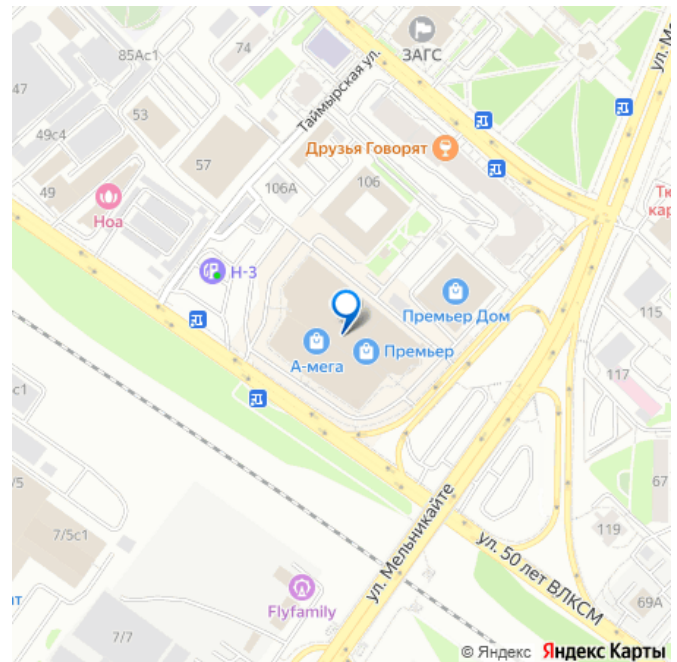 85Ас1
74
ЗАГС
ул. Ме
47
53
Таймырская ул.
49с4
57
Друзья Говорят
106А
106
49
Ноа
Ти
кар
Н-3
Премьер Дом
115
А-мега
Премьер
117
с1
/5
7/5с1
ул. Мельникайте
67
119
ул. 50 лет ВЛКСМ
ат
Flyfamily
69А
7/7
© Яндекс Яндекс Карты